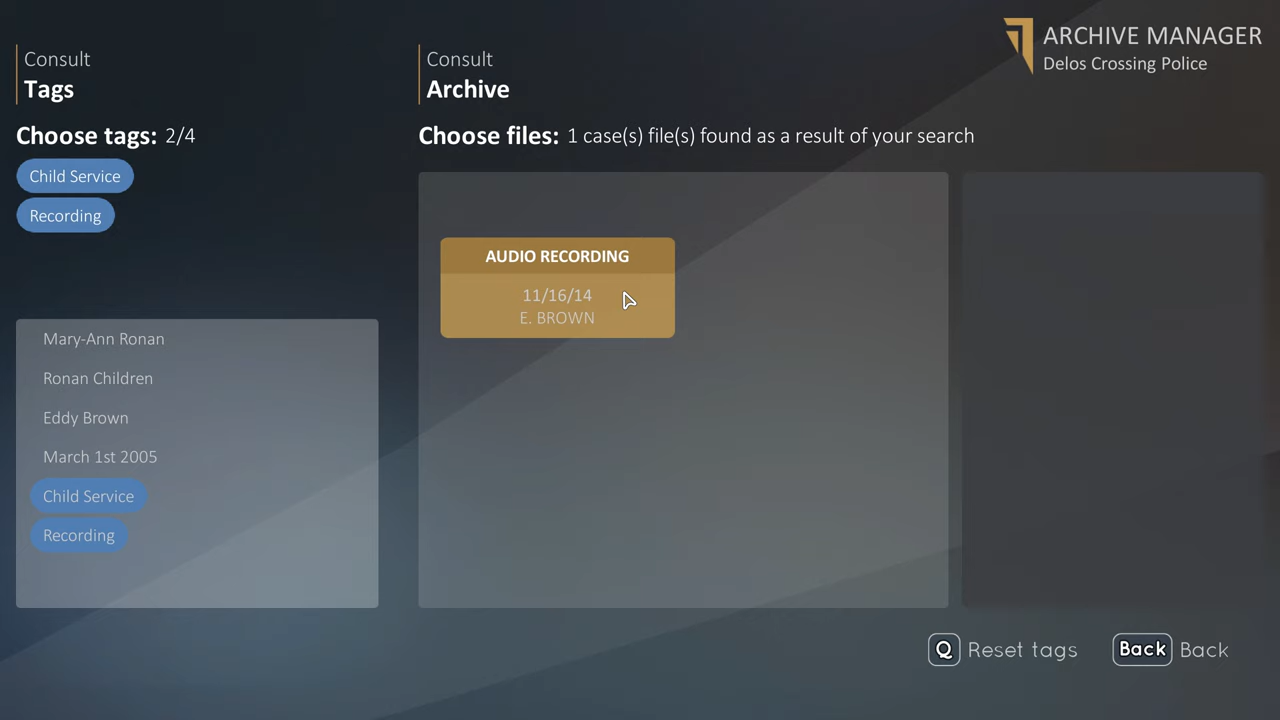 Consult
Tags
Choose tags: 2/4
Child Service
Recording
Mary-Ann Ronan
Ronan Children
Eddy Brown
March 1st 2005
Child Service
Recording
Consult
Archive
Choose files: 1 case(s) file(s) found as a result of your search
AUDIO RECORDING
11/16/14
E. BROWN
ARCHIVE MANAGER
Delos Crossing Police
Q Reset tags
Back Back